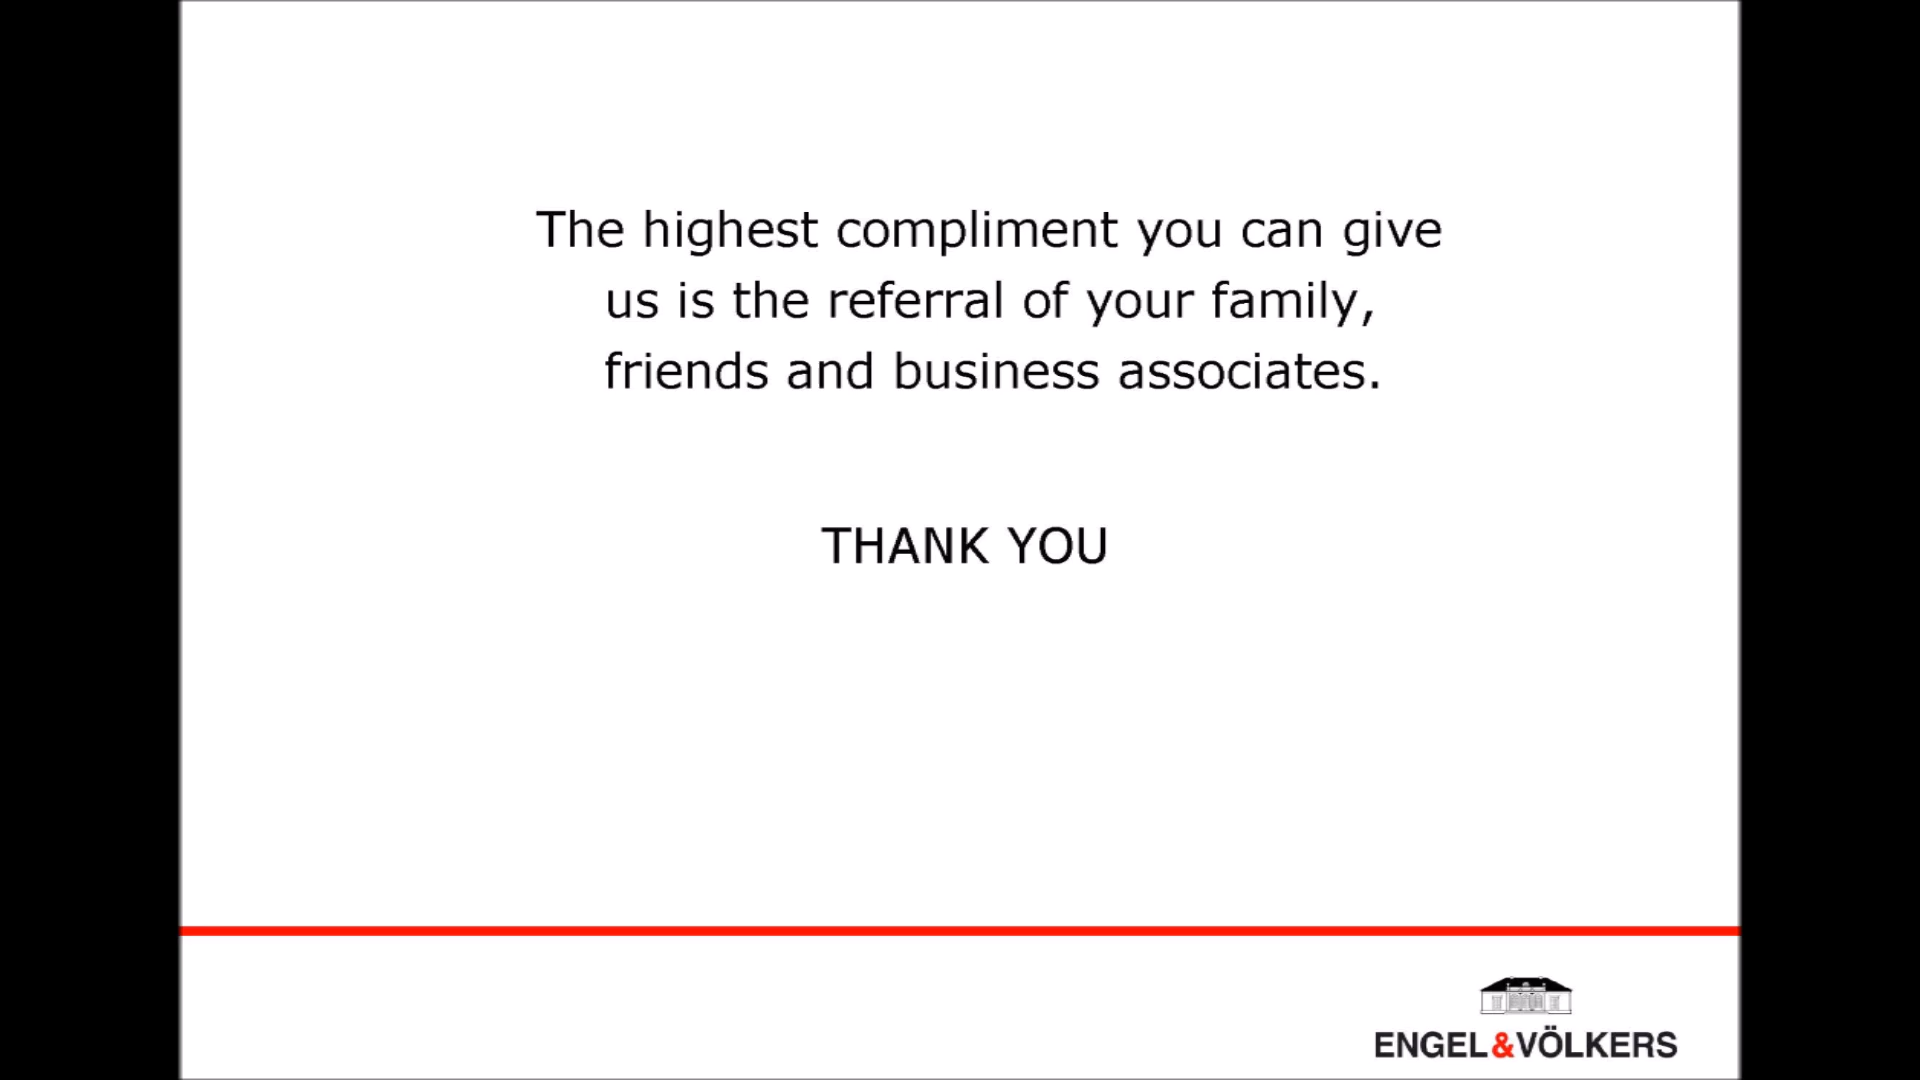 The highest compliment you can give
us is the referral of your family,
friends and business associates.
THANK YOU
ENGEL&VÖLKERS